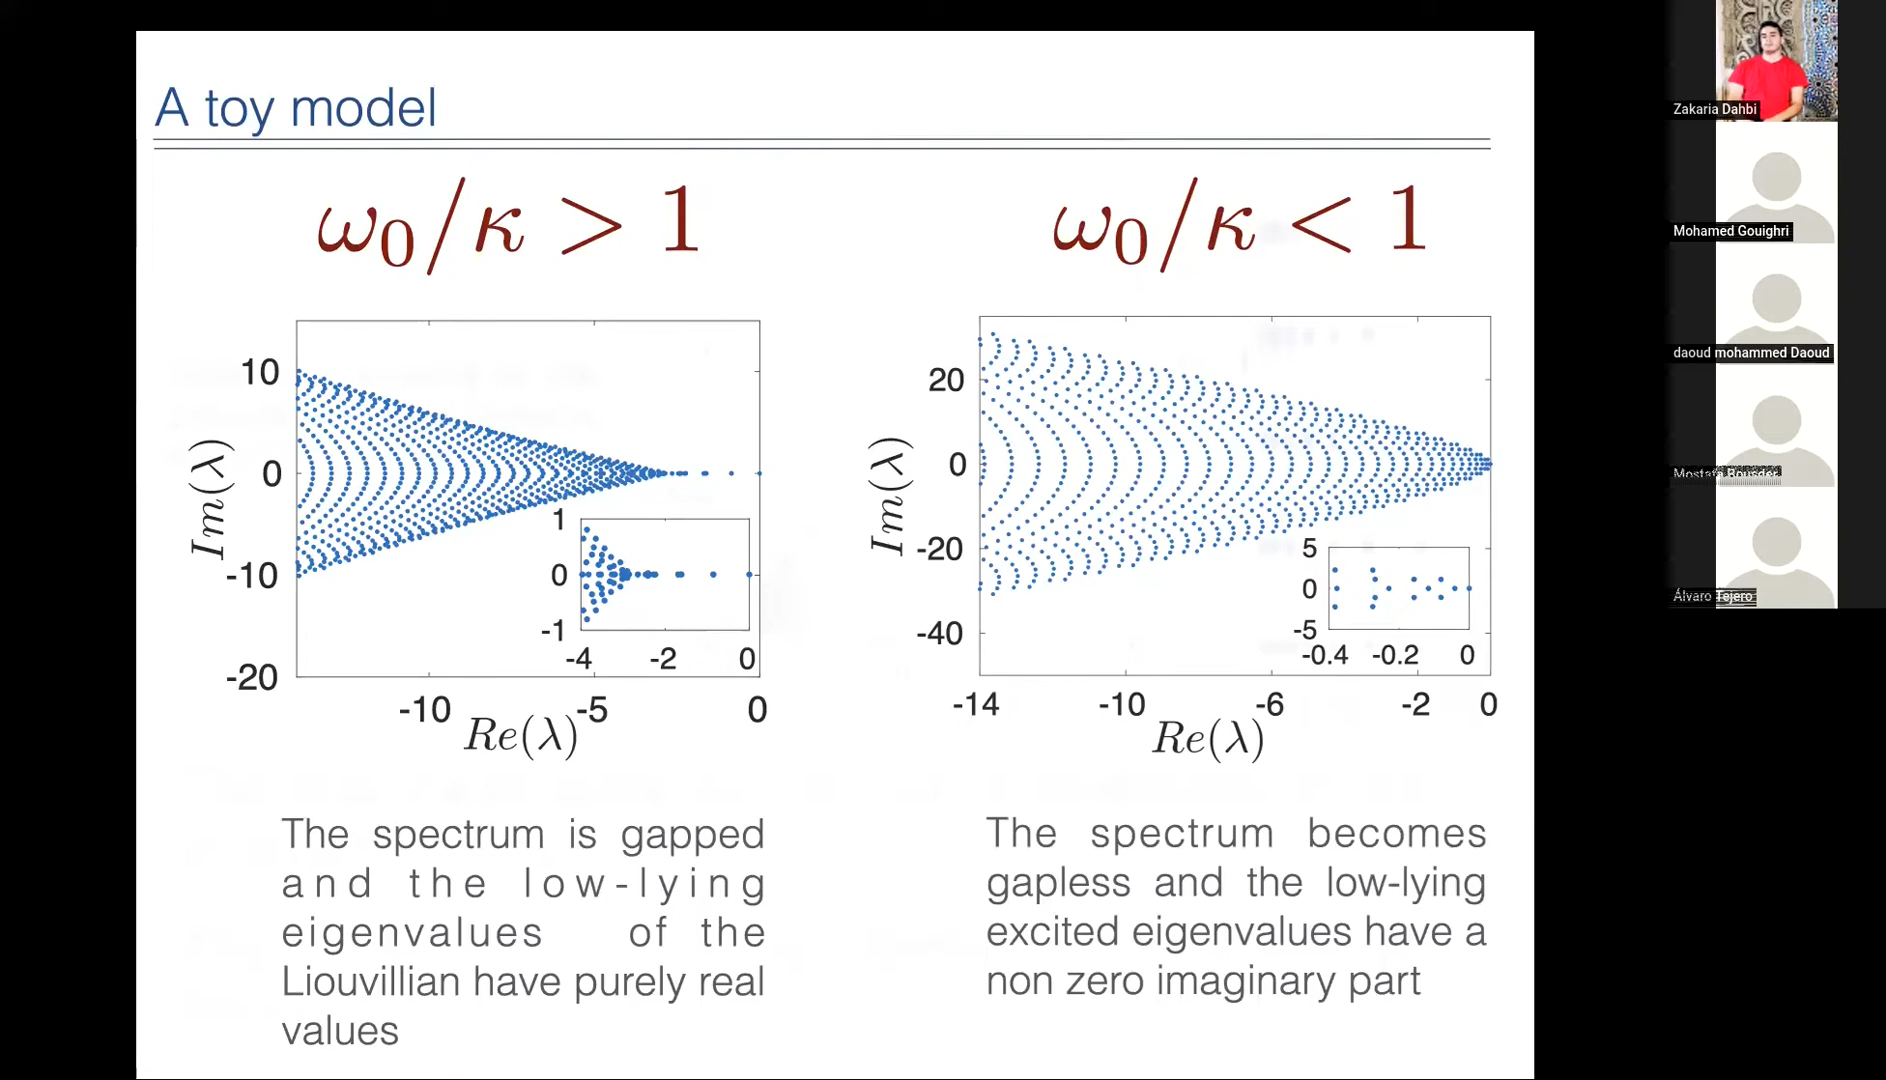 A toy model
ω₀/κ > 1
ω₀/κ < 1
10
0
-10
-20
Im(λ)
-10
-5
0
Re(λ)
1
0
-1
-4
-2
0
20
0
-20
-40
Im(λ)
-14
-10
-6
-2
0
Re(λ)
5
0
-5
-0.4
-0.2
0
The spectrum is gapped
and the low-lying
eigenvalues of the
Liouvillian have purely real
values
The spectrum becomes
gapless and the low-lying
excited eigenvalues have a
non zero imaginary part
Zakaria Dahbi
Mohamed Gouighri
daoud mohammed Daoud
Álvaro Tejero